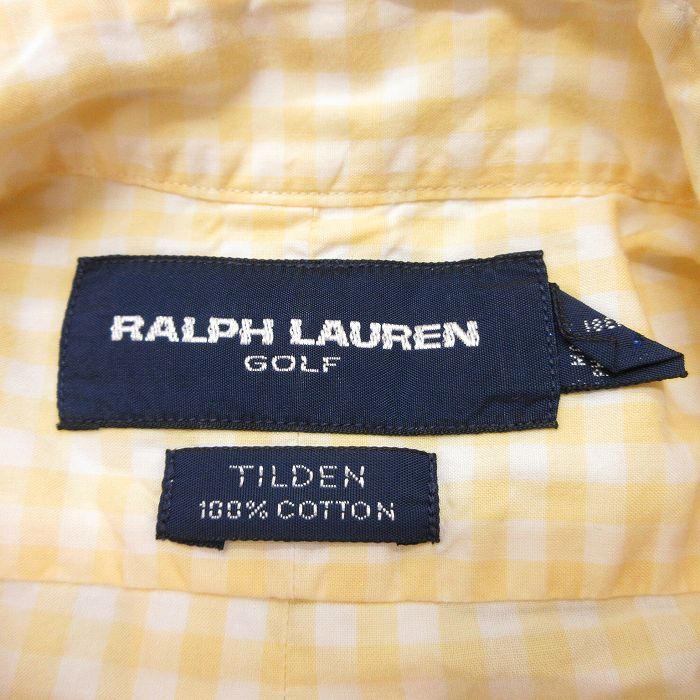 RALPH LAUREN
GOLF
TILDEN
100% COTTON